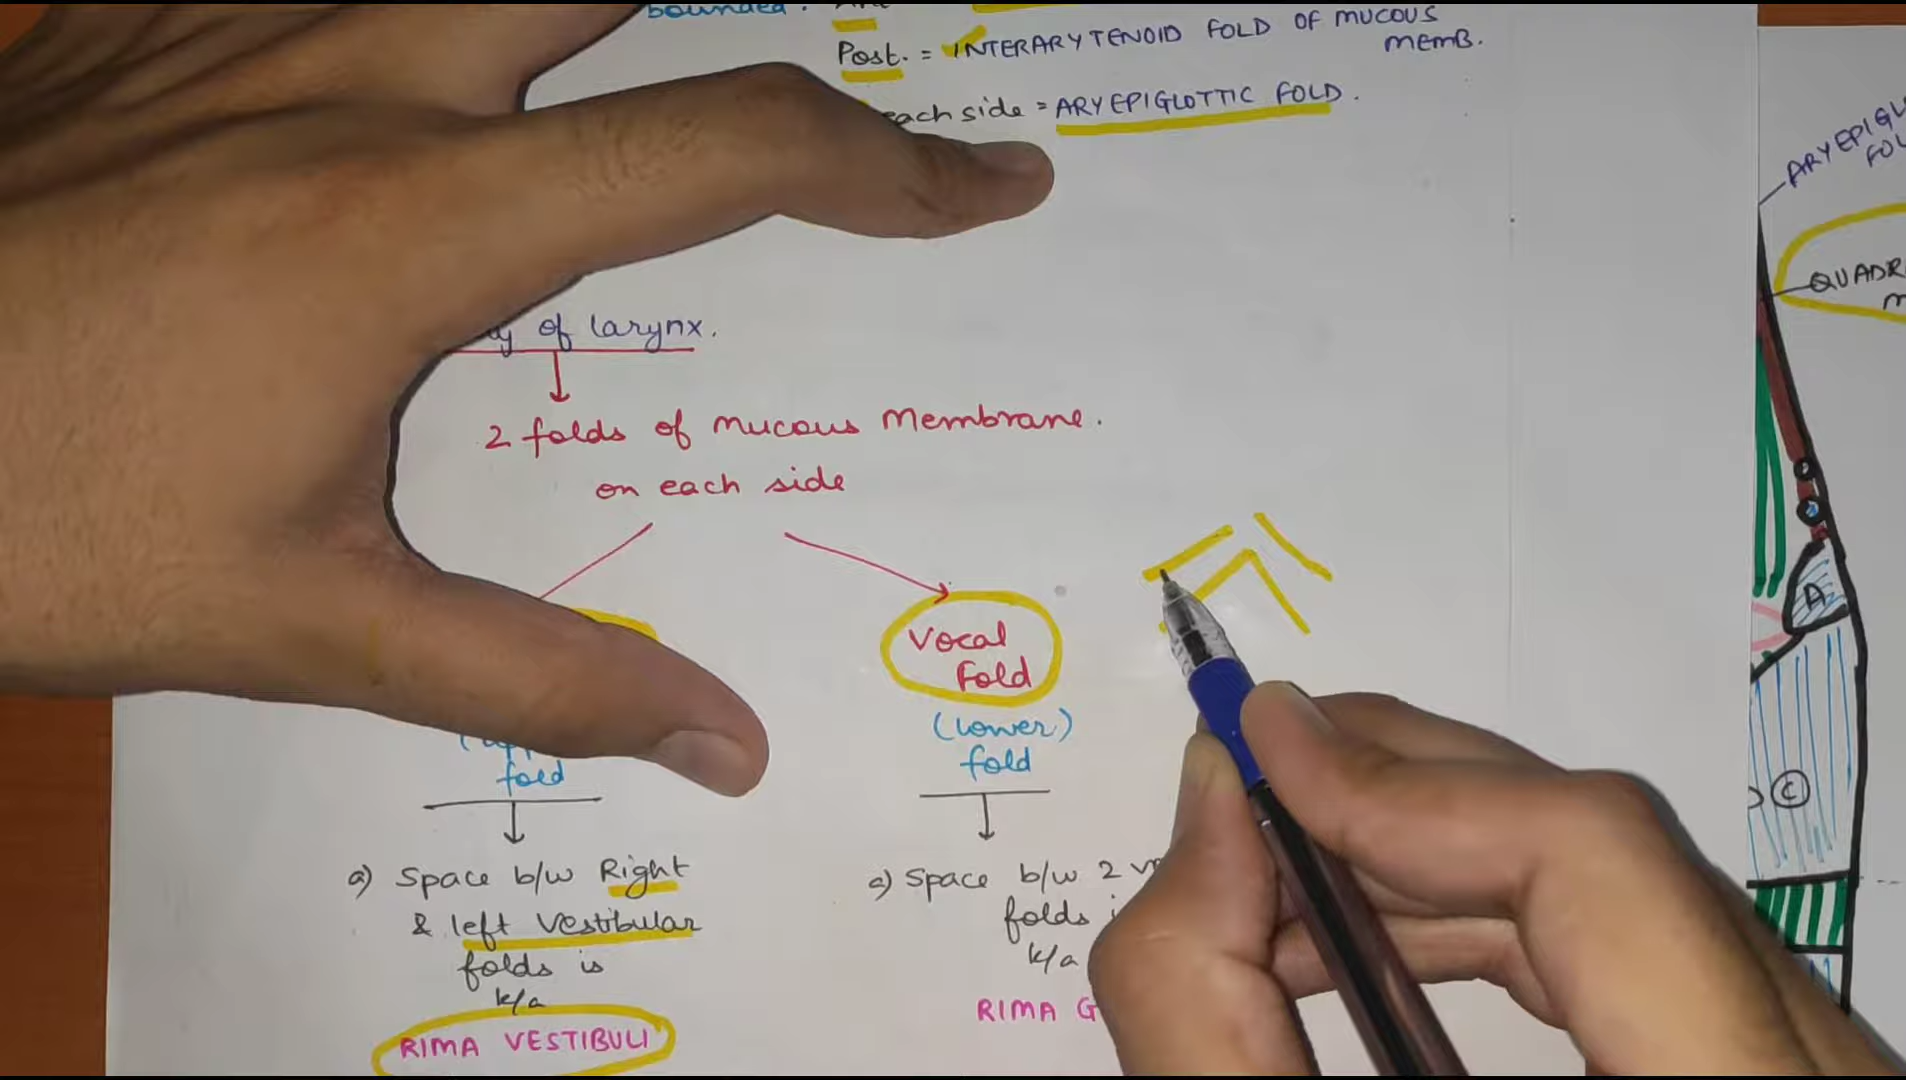 bounded.
Post. = INTERARYTENOID FOLD OF MUCOUS
MEMB.
each side = ARYEPIGLOTTIC FOLD.
of larynx.
2 folds of mucous membrane.
on each side
Vocal
Fold
(lower)
fold
fold
a) Space b/w Right
& left Vestibular
folds is
k/a
RIMA VESTIBULI
a) Space b/w 2
folds
k/a
RIMA
ARYEPIGL
FOL
QUADR
A
C